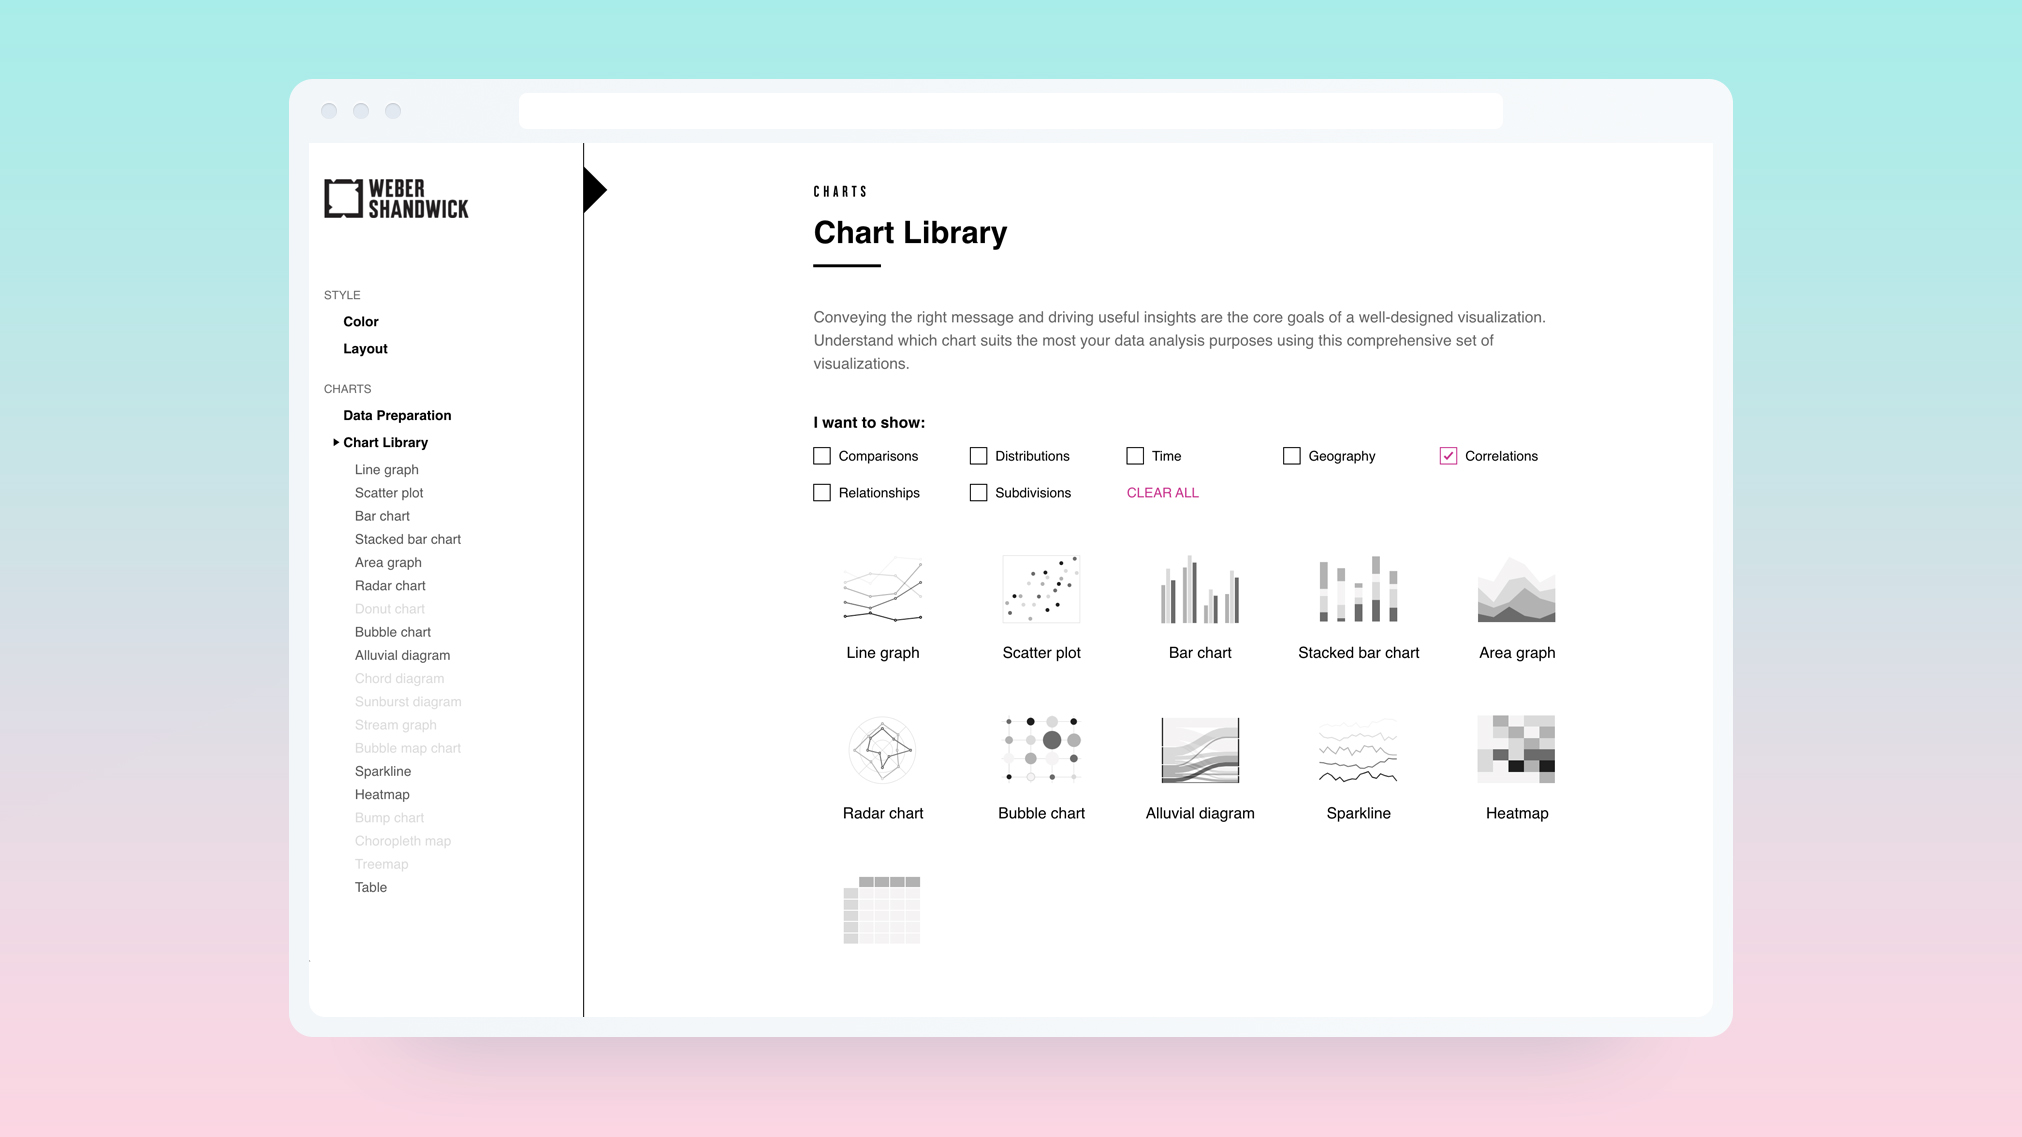 WEBER
SHANDWICK
STYLE
Color
Layout
CHARTS
Data Preparation
Chart Library
Line graph
Scatter plot
Bar chart
Stacked bar chart
Area graph
Radar chart
Donut chart
Bubble chart
Alluvial diagram
Chord diagram
Sunburst diagram
Stream graph
Bubble map chart
Sparkline
Heatmap
Bump chart
Choropleth map
Treemap
Table
CHARTS
Chart Library
Conveying the right message and driving useful insights are the core goals of a well-designed visualization.
Understand which chart suits the most your data analysis purposes using this comprehensive set of
visualizations.
I want to show:
Comparisons Distributions Time Geography Correlations
Relationships Subdivisions CLEAR ALL
Line graph Scatter plot Bar chart Stacked bar chart Area graph
Radar chart Bubble chart Alluvial diagram Sparkline Heatmap